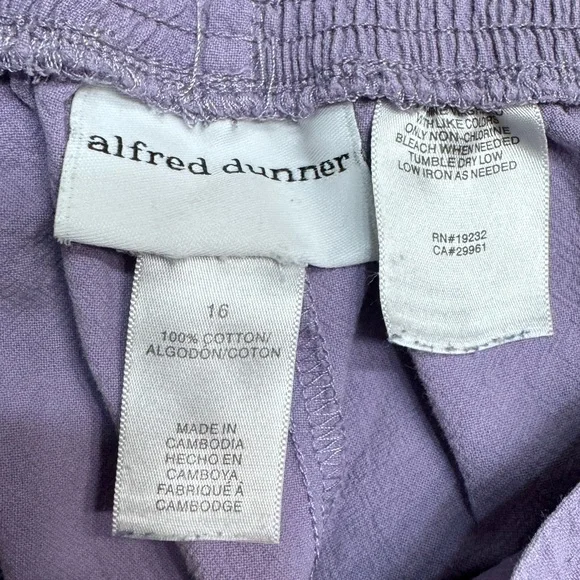 alfred dunner
16
100% COTTON/
ALGODÓN/COTON
MADE IN
CAMBODIA
HECHO EN
CAMBOYA
FABRIQUÉ À
CAMBODGE
WITH LIKE COLORS
ONLY NON-CHLORINE
BLEACH WHEN NEEDED
TUMBLE DRY LOW
LOW IRON AS NEEDED
RN#19232
CA#29961